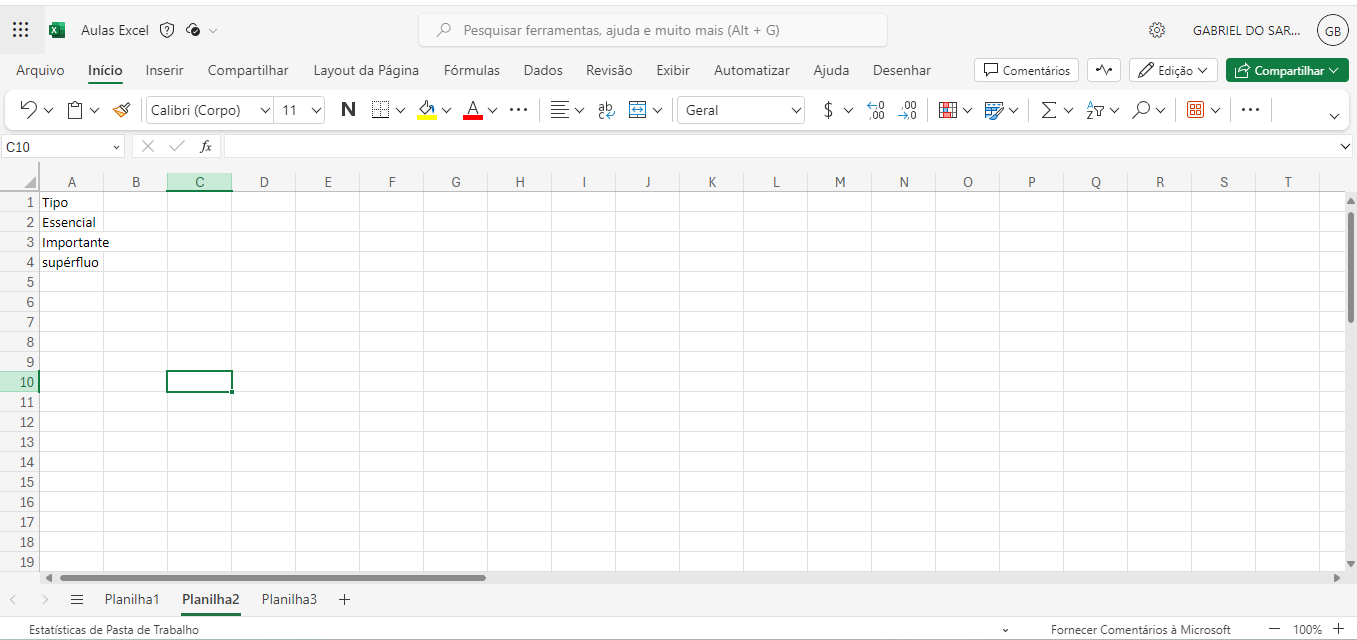 Aulas Excel
Pesquisar ferramentas, ajuda e muito mais (Alt + G)
GABRIEL DO SAR...
GB
Arquivo Início Inserir Compartilhar Layout da Página Fórmulas Dados Revisão Exibir Automatizar Ajuda Desenhar
Comentários
Edição
Compartilhar
Calibri (Corpo) 11 N Geral $
C10 fx
A B C D E F G H I J K L M N O P Q R S T
1 Tipo
2 Essencial
3 Importante
4 supérfluo
5
6
7
8
9
10
11
12
13
14
15
16
17
18
19
Planilha1 Planilha2 Planilha3 +
Estatísticas de Pasta de Trabalho
Fornecer Comentários à Microsoft
100%